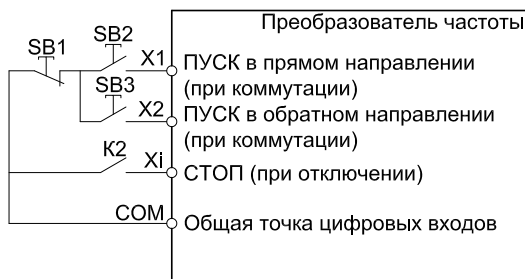 Преобразователь частоты
SB1
SB2
X1
ПУСК в прямом направлении
(при коммутации)
SB3
X2
ПУСК в обратном направлении
(при коммутации)
К2
Xi
СТОП (при отключении)
COM
Общая точка цифровых входов